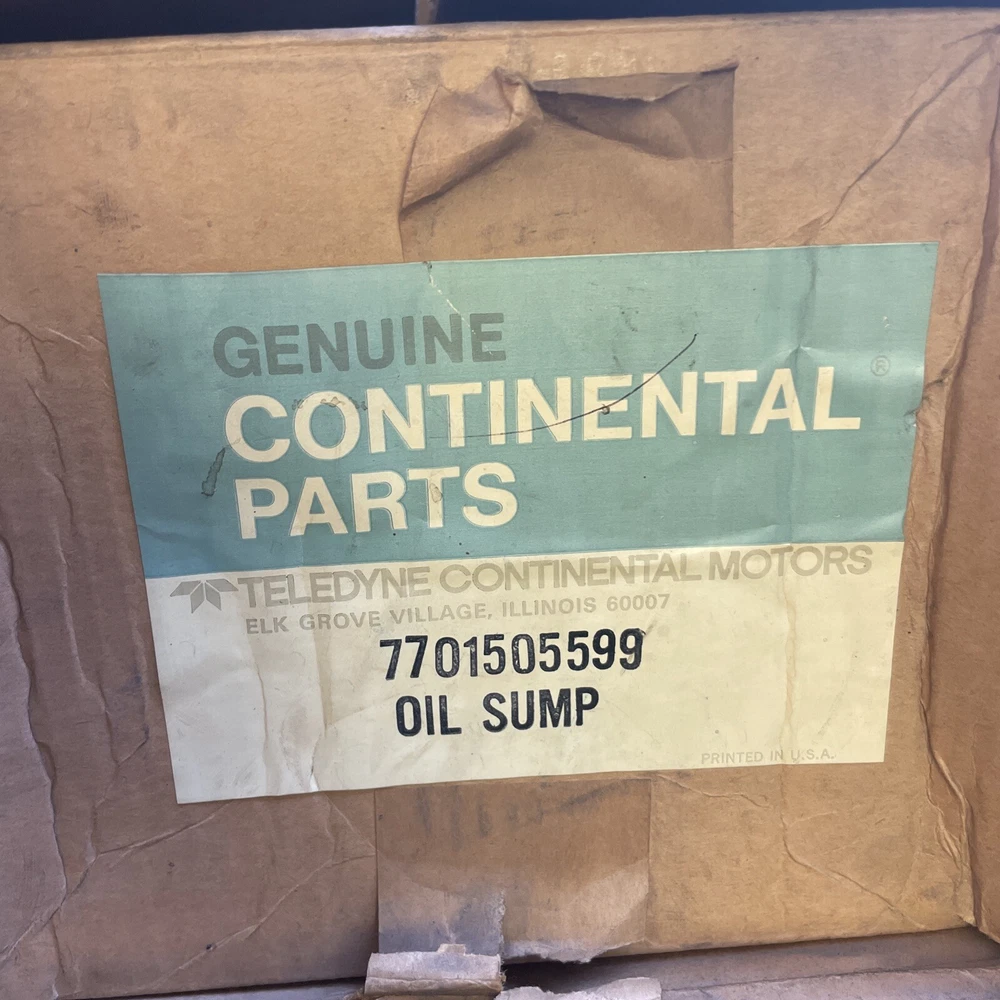 GENUINE
CONTINENTAL ®
PARTS
TELEDYNE CONTINENTAL MOTORS
ELK GROVE VILLAGE, ILLINOIS 60007
7701505599
OIL SUMP
PRINTED IN U.S.A.